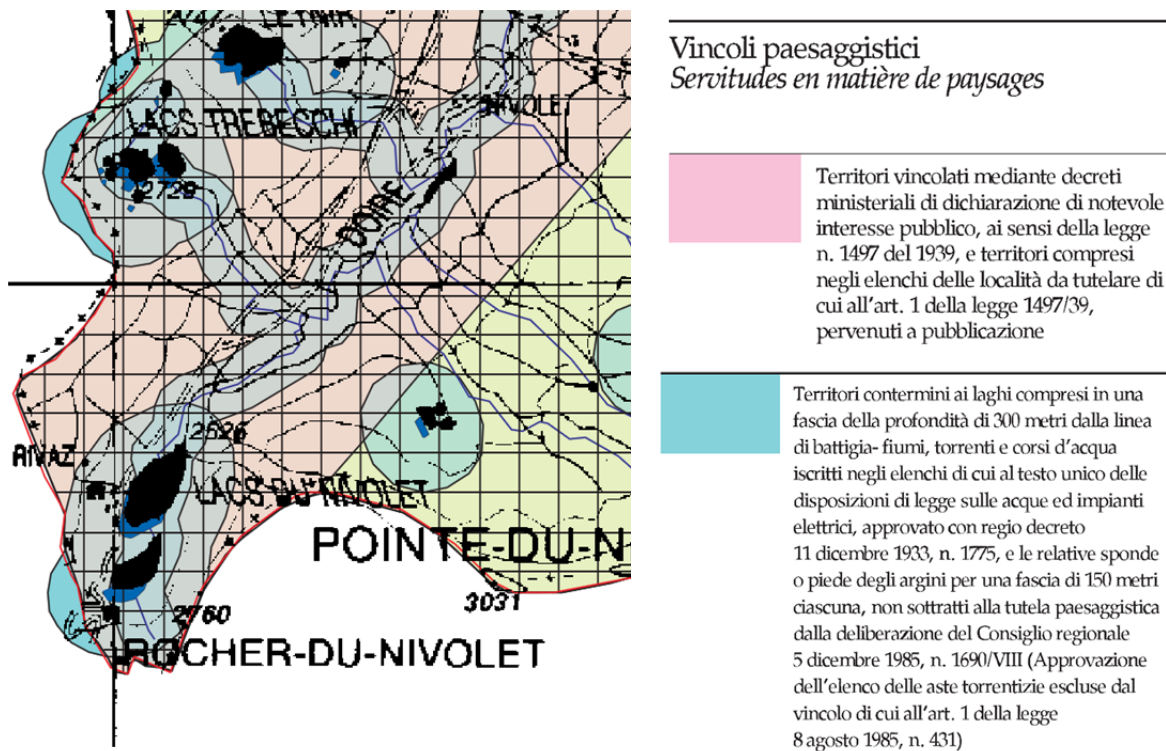 LACS TREBESCHI
NIVOLET
2729
DOIRE
2526
RIVAZ
LACS-DU-NIVOLET
POINTE-DU-N
3031
2760
ROCHER-DU-NIVOLET
Vincoli paesaggistici
Servitudes en matière de paysages
Territori vincolati mediante decreti
ministeriali di dichiarazione di notevole
interesse pubblico, ai sensi della legge
n. 1497 del 1939, e territori compresi
negli elenchi delle località da tutelare di
cui all'art. 1 della legge 1497/39,
pervenuti a pubblicazione
Territori contermini ai laghi compresi in una
fascia della profondità di 300 metri dalla linea
di battigia- fiumi, torrenti e corsi d'acqua
iscritti negli elenchi di cui al testo unico delle
disposizioni di legge sulle acque ed impianti
elettrici, approvato con regio decreto
11 dicembre 1933, n. 1775, e le relative sponde
o piede degli argini per una fascia di 150 metri
ciascuna, non sottratti alla tutela paesaggistica
dalla deliberazione del Consiglio regionale
5 dicembre 1985, n. 1690/VIII (Approvazione
dell'elenco delle aste torrentizie escluse dal
vincolo di cui all'art. 1 della legge
8 agosto 1985, n. 431)